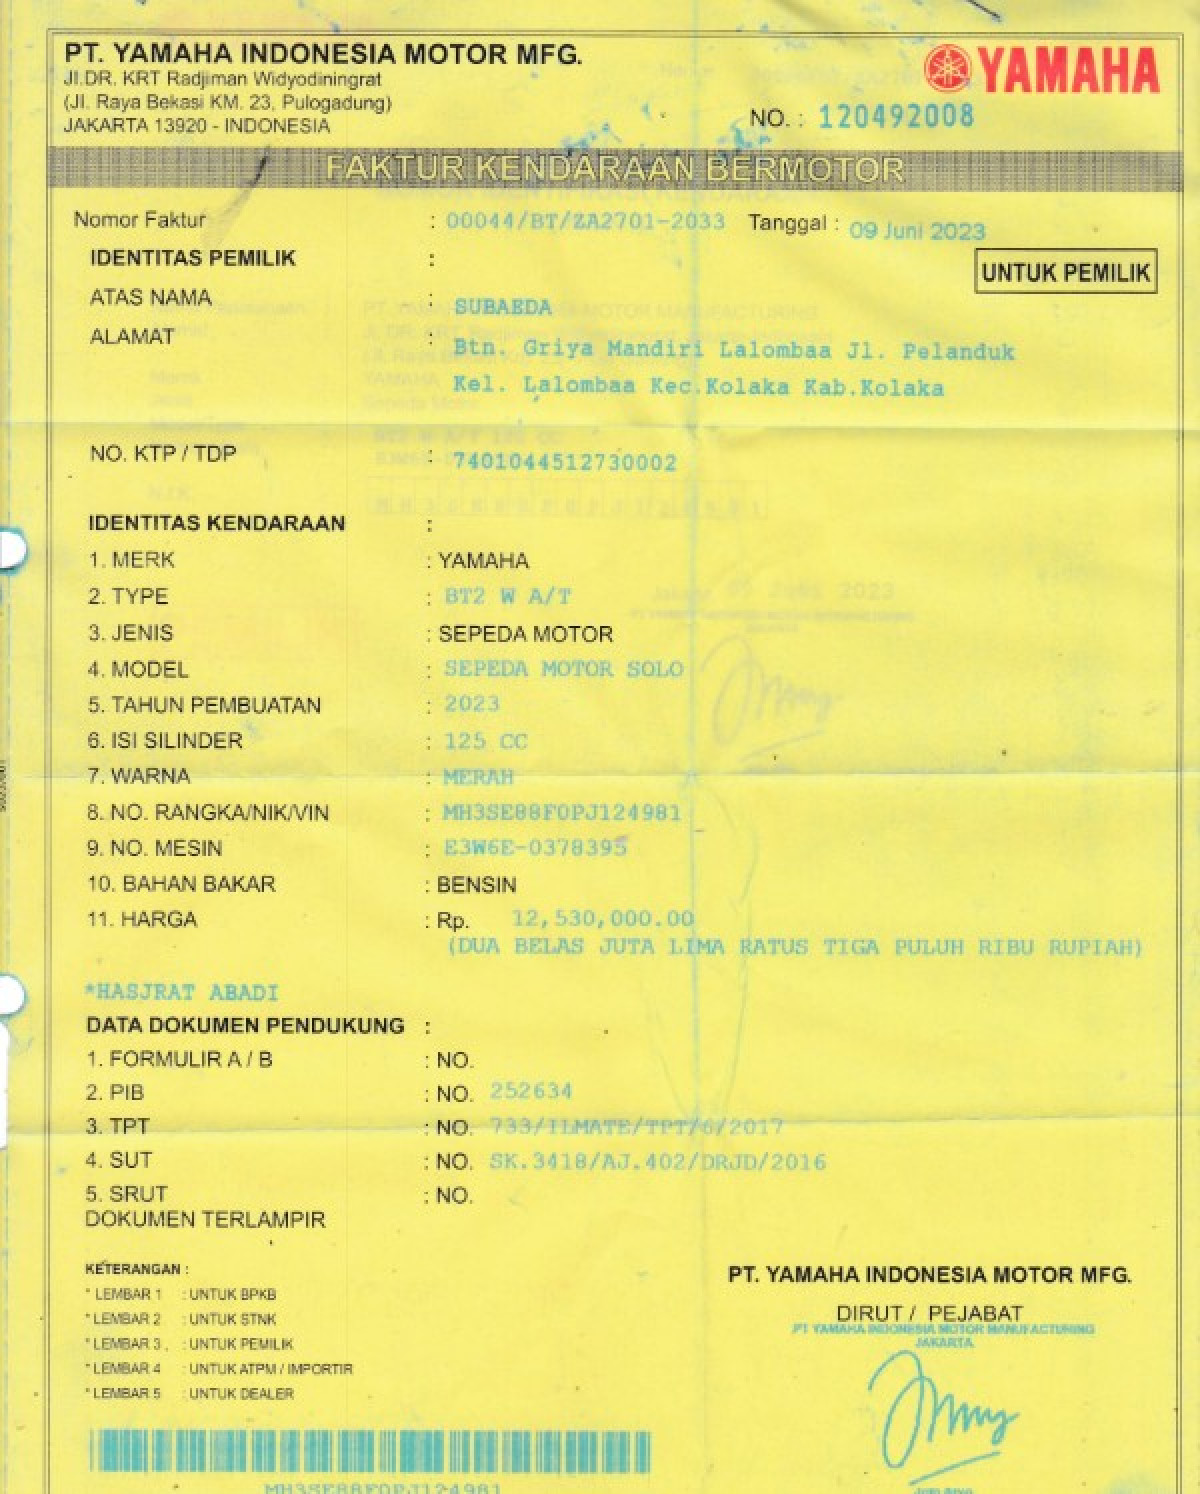 PT. YAMAHA INDONESIA MOTOR MFG.
Jl.DR. KRT Radjiman Widyodiningrat
(Jl. Raya Bekasi KM. 23, Pulogadung)
JAKARTA 13920 - INDONESIA
YAMAHA
NO. : 120492008
FAKTUR KENDARAAN BERMOTOR
Nomor Faktur : 00044/BT/ZA2701-2033 Tanggal : 09 Juni 2023
IDENTITAS PEMILIK :
UNTUK PEMILIK
ATAS NAMA : SUBAEDA
ALAMAT : Btn. Griya Mandiri Lalombaa Jl. Pelanduk
Kel. Lalombaa Kec.Kolaka Kab.Kolaka
NO. KTP / TDP : 7401044512730002
IDENTITAS KENDARAAN :
1. MERK : YAMAHA
2. TYPE : BT2 W A/T
3. JENIS : SEPEDA MOTOR
4. MODEL : SEPEDA MOTOR SOLO
5. TAHUN PEMBUATAN : 2023
6. ISI SILINDER : 125 CC
7. WARNA : MERAH
8. NO. RANGKA/NIK/VIN : MH3SE88F0PJ124981
9. NO. MESIN : E3W6E-0378395
10. BAHAN BAKAR : BENSIN
11. HARGA : Rp. 12,530,000.00
(DUA BELAS JUTA LIMA RATUS TIGA PULUH RIBU RUPIAH)
*HASJRAT ABADI
DATA DOKUMEN PENDUKUNG :
1. FORMULIR A / B : NO.
2. PIB : NO. 252634
3. TPT : NO. 733/ILMATE/TPT/6/2017
4. SUT : NO. SK.3418/AJ.402/DRJD/2016
5. SRUT : NO.
DOKUMEN TERLAMPIR
KETERANGAN :
* LEMBAR 1 : UNTUK BPKB
* LEMBAR 2 : UNTUK STNK
* LEMBAR 3 : UNTUK PEMILIK
* LEMBAR 4 : UNTUK ATPM / IMPORTIR
* LEMBAR 5 : UNTUK DEALER
PT. YAMAHA INDONESIA MOTOR MFG.
DIRUT / PEJABAT
PT YAMAHA INDONESIA MOTOR MANUFACTURING
JAKARTA
MH3SE88F0PJ124981